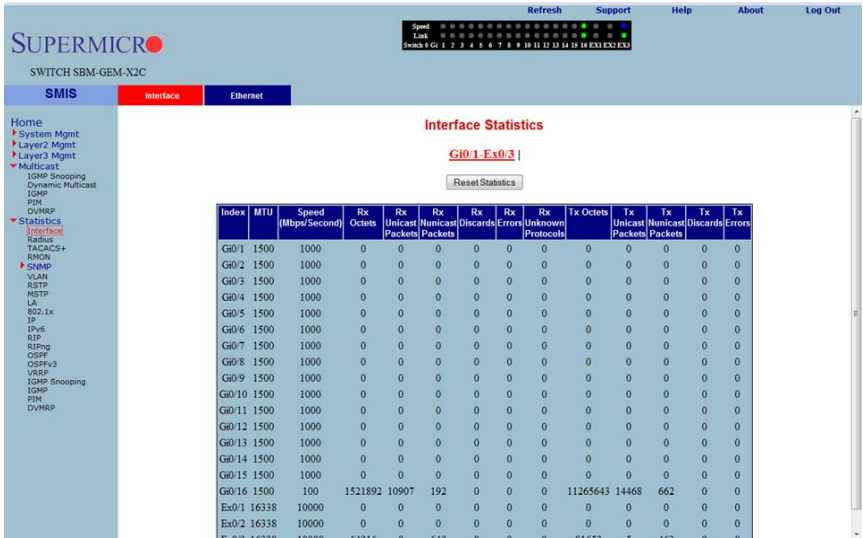 Refresh Support Help About Log Out
Speed
Link
Switch 0 Gi 1 2 3 4 5 6 7 8 9 10 11 12 13 14 15 16 EX1 EX2 EX3
SUPERMICRO
SWITCH SBM-GEM-X2C
SMIS
Interface
Ethernet
Home
System Mgmt
Layer2 Mgmt
Layer3 Mgmt
Multicast
IGMP Snooping
Dynamic Multicast
IGMP
PIM
DVMRP
Statistics
Interface
Radius
TACACS+
RMON
SNMP
VLAN
RSTP
MSTP
LA
802.1x
IP
IPv6
RIP
RIPng
OSPF
OSPFv3
VRRP
IGMP Snooping
IGMP
PIM
DVMRP
Interface Statistics
Gi0/1-Ex0/3 |
Reset Statistics
Index MTU Speed (Mbps/Second) Rx Octets Rx Unicast Packets Rx Nunicast Packets Rx Discards Rx Errors Rx Unknown Protocols Tx Octets Tx Unicast Packets Tx Nunicast Packets Tx Discards Tx Errors
Gi0/1 1500 1000 0 0 0 0 0 0 0 0 0 0 0
Gi0/2 1500 1000 0 0 0 0 0 0 0 0 0 0 0
Gi0/3 1500 1000 0 0 0 0 0 0 0 0 0 0 0
Gi0/4 1500 1000 0 0 0 0 0 0 0 0 0 0 0
Gi0/5 1500 1000 0 0 0 0 0 0 0 0 0 0 0
Gi0/6 1500 1000 0 0 0 0 0 0 0 0 0 0 0
Gi0/7 1500 1000 0 0 0 0 0 0 0 0 0 0 0
Gi0/8 1500 1000 0 0 0 0 0 0 0 0 0 0 0
Gi0/9 1500 1000 0 0 0 0 0 0 0 0 0 0 0
Gi0/10 1500 1000 0 0 0 0 0 0 0 0 0 0 0
Gi0/11 1500 1000 0 0 0 0 0 0 0 0 0 0 0
Gi0/12 1500 1000 0 0 0 0 0 0 0 0 0 0 0
Gi0/13 1500 1000 0 0 0 0 0 0 0 0 0 0 0
Gi0/14 1500 1000 0 0 0 0 0 0 0 0 0 0 0
Gi0/15 1500 1000 0 0 0 0 0 0 0 0 0 0 0
Gi0/16 1500 100 1521892 10907 192 0 0 0 11265643 14468 662 0 0
Ex0/1 16338 10000 0 0 0 0 0 0 0 0 0 0 0
Ex0/2 16338 10000 0 0 0 0 0 0 0 0 0 0 0